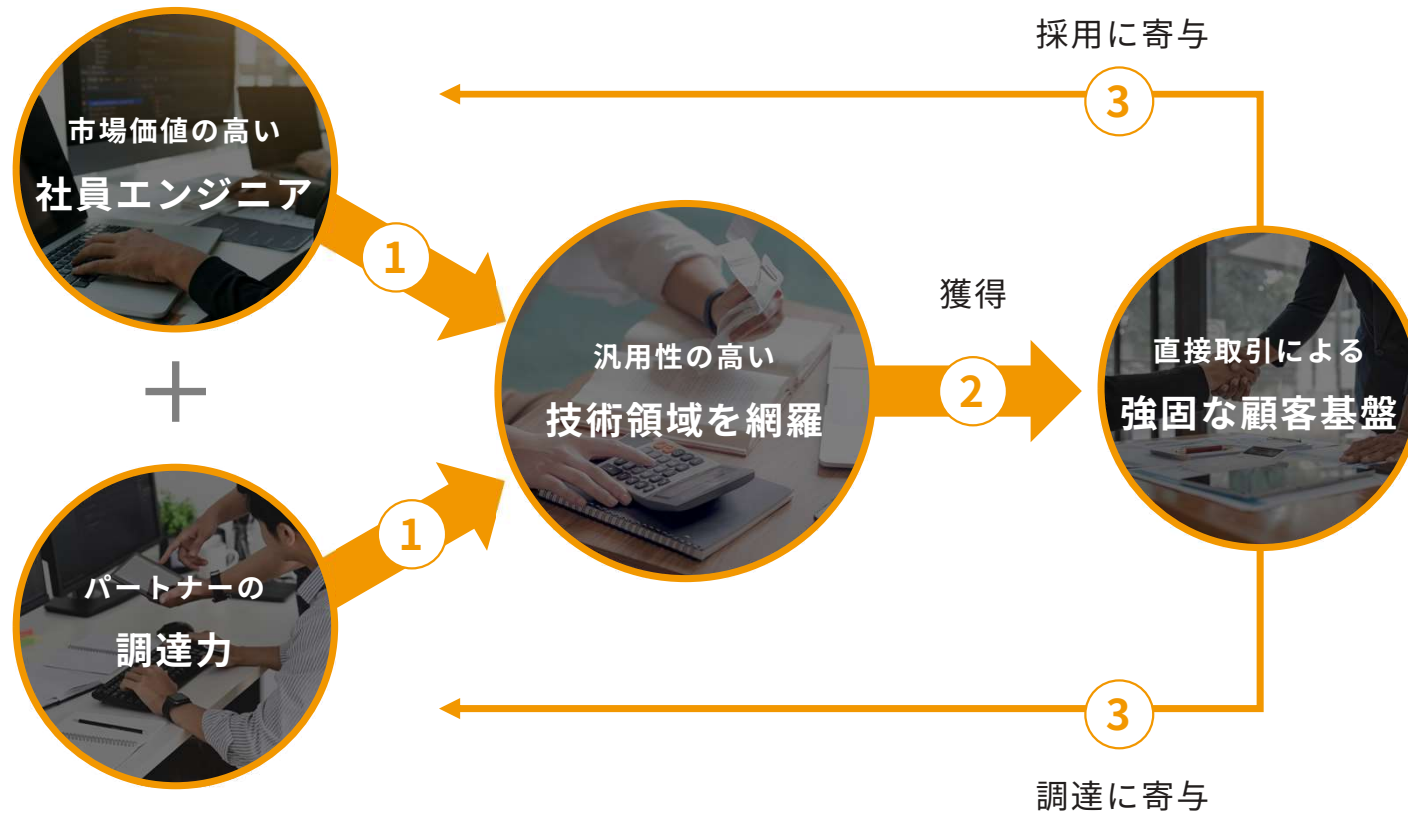 市場価値の高い
社員エンジニア
+
パートナーの
調達力
1
1
汎用性の高い
技術領域を網羅
獲得
2
直接取引による
強固な顧客基盤
採用に寄与
3
3
調達に寄与